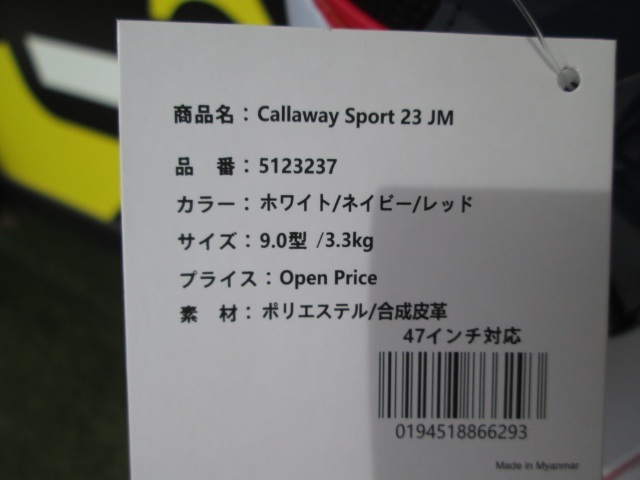 商品名：Callaway Sport 23 JM
品　番：5123237
カラー：ホワイト/ネイビー/レッド
サイズ：9.0型 /3.3kg
プライス：Open Price
素　材：ポリエステル/合成皮革
47インチ対応
0194518866293
Made in Myanmar